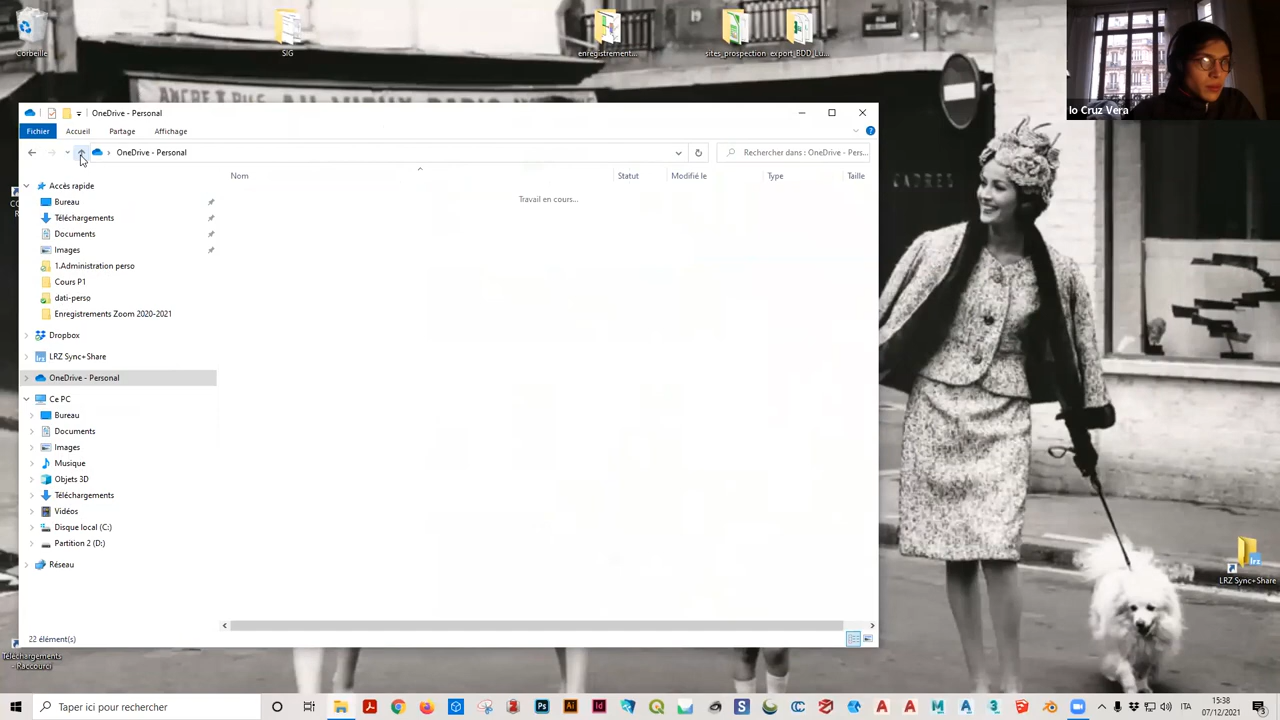 Corbeille
SIG
enregistrement...
sites_prospection
export_BDD_Lu...
lo Cruz Vera
OneDrive - Personal
Fichier
Accueil
Partage
Affichage
OneDrive - Personal
Rechercher dans : OneDrive - Pers...
Nom
Statut
Modifié le
Type
Taille
Travail en cours...
Accès rapide
Bureau
Téléchargements
Documents
Images
1.Administration perso
Cours P1
dati-perso
Enregistrements Zoom 2020-2021
Dropbox
LRZ Sync+Share
OneDrive - Personal
Ce PC
Bureau
Documents
Images
Musique
Objets 3D
Téléchargements
Vidéos
Disque local (C:)
Partition 2 (D:)
Réseau
22 élément(s)
CADRES
lrz
LRZ Sync+Share
Téléchargements
- Raccourci
Taper ici pour rechercher
ITA
15:38
07/12/2021